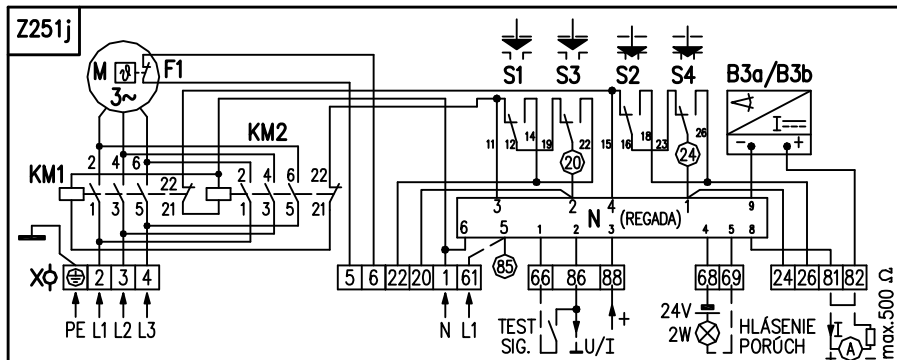 Z251j
M ϑ F1
3~
S1 S3 S2 S4 B3a/B3b
I
- +
KM2
KM1
2 4 6 22
1 3 5 21
2 4 6 22
1 3 5 21
11 12 14 19 22 15 16 18 23 26
20 24
3 2 4 1 9
N (REGADA)
6 5 1 2 3 4 5 8
85
X
2 3 4 5 6 22 20 1 61 66 86 88 68 69 24 26 81 82
PE L1 L2 L3 N L1
TEST
SIG.
U/I
+
24V
2W
HLÁSENIE
PORÚCH
I
A
max.500 Ω